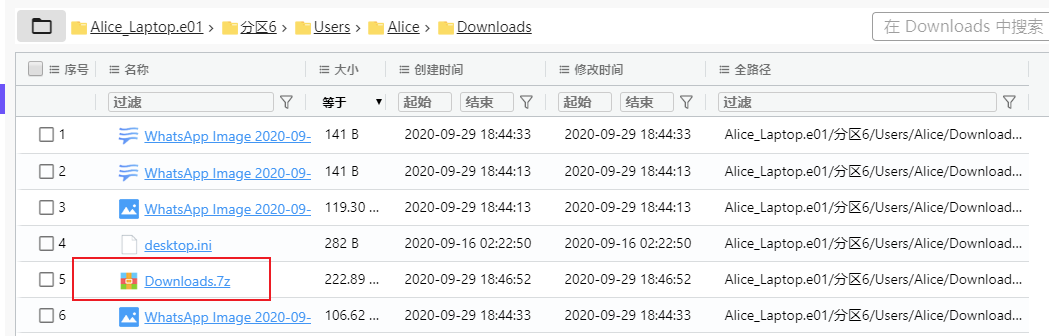 Alice_Laptop.e01 › 分区6 › Users › Alice › Downloads 在 Downloads 中搜索
序号 名称 大小 创建时间 修改时间 全路径
过滤 等于 ▼ 起始 结束 起始 结束 过滤
1 WhatsApp Image 2020-09- 141 B 2020-09-29 18:44:33 2020-09-29 18:44:33 Alice_Laptop.e01/分区6/Users/Alice/Download...
2 WhatsApp Image 2020-09- 141 B 2020-09-29 18:44:13 2020-09-29 18:44:13 Alice_Laptop.e01/分区6/Users/Alice/Download...
3 WhatsApp Image 2020-09- 119.30 ... 2020-09-29 18:44:13 2020-09-29 18:44:13 Alice_Laptop.e01/分区6/Users/Alice/Download...
4 desktop.ini 282 B 2020-09-16 02:22:50 2020-09-16 02:22:50 Alice_Laptop.e01/分区6/Users/Alice/Download...
5 Downloads.7z 222.89 ... 2020-09-29 18:46:52 2020-09-29 18:46:52 Alice_Laptop.e01/分区6/Users/Alice/Download...
6 WhatsApp Image 2020-09- 106.62 ... 2020-09-29 18:44:33 2020-09-29 18:44:33 Alice_Laptop.e01/分区6/Users/Alice/Download...